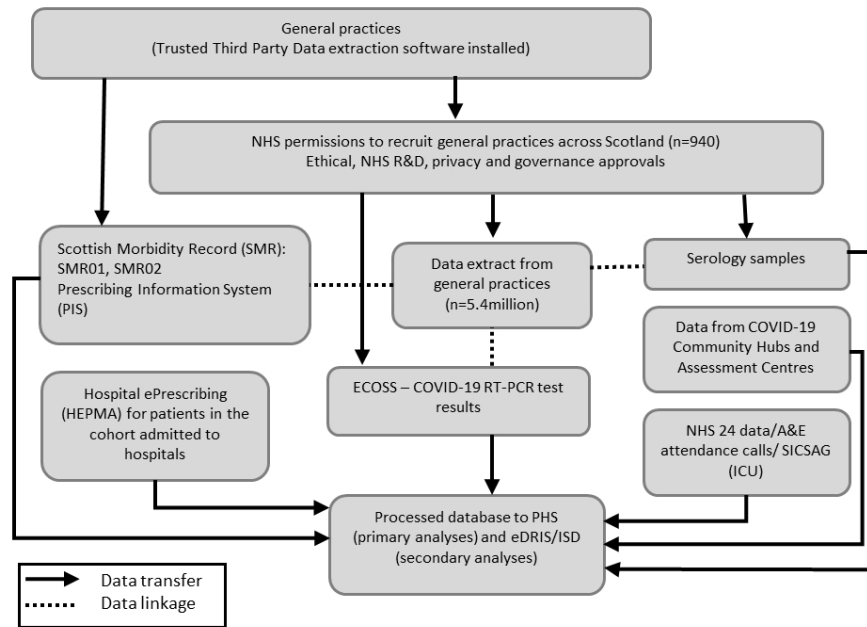 General practices
(Trusted Third Party Data extraction software installed)
NHS permissions to recruit general practices across Scotland (n=940)
Ethical, NHS R&D, privacy and governance approvals
Scottish Morbidity Record (SMR):
SMR01, SMR02
Prescribing Information System
(PIS)
Data extract from
general practices
(n=5.4million)
Serology samples
Data from COVID-19
Community Hubs and
Assessment Centres
Hospital ePrescribing
(HEPMA) for patients in the
cohort admitted to
hospitals
ECOSS – COVID-19 RT-PCR test
results
NHS 24 data/A&E
attendance calls/ SICSAG
(ICU)
Processed database to PHS
(primary analyses) and eDRIS/ISD
(secondary analyses)
Data transfer
Data linkage